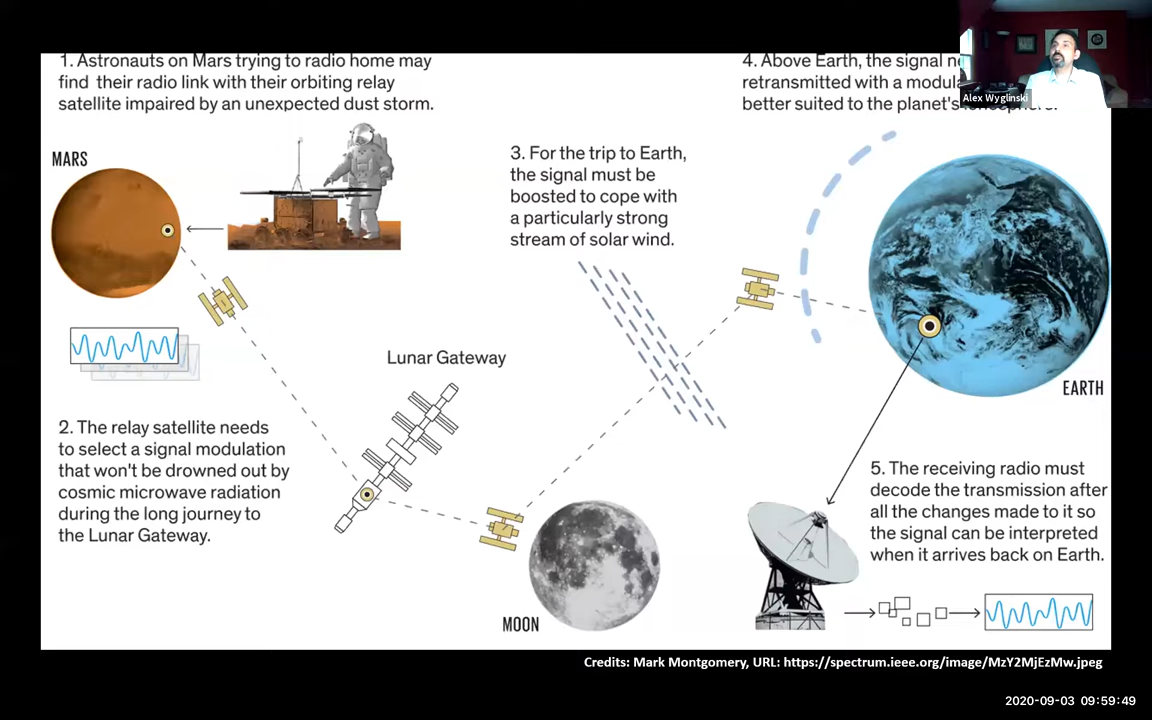 1. Astronauts on Mars trying to radio home may
find their radio link with their orbiting relay
satellite impaired by an unexpected dust storm.
4. Above Earth, the signal
retransmitted with a
better suited to the planet's
Alex Wyglinski
MARS
3. For the trip to Earth,
the signal must be
boosted to cope with
a particularly strong
stream of solar wind.
Lunar Gateway
EARTH
2. The relay satellite needs
to select a signal modulation
that won't be drowned out by
cosmic microwave radiation
during the long journey to
the Lunar Gateway.
5. The receiving radio must
decode the transmission after
all the changes made to it so
the signal can be interpreted
when it arrives back on Earth.
MOON
Credits: Mark Montgomery, URL: https://spectrum.ieee.org/image/MzY2MjEzMw.jpeg
2020-09-03 09:59:49